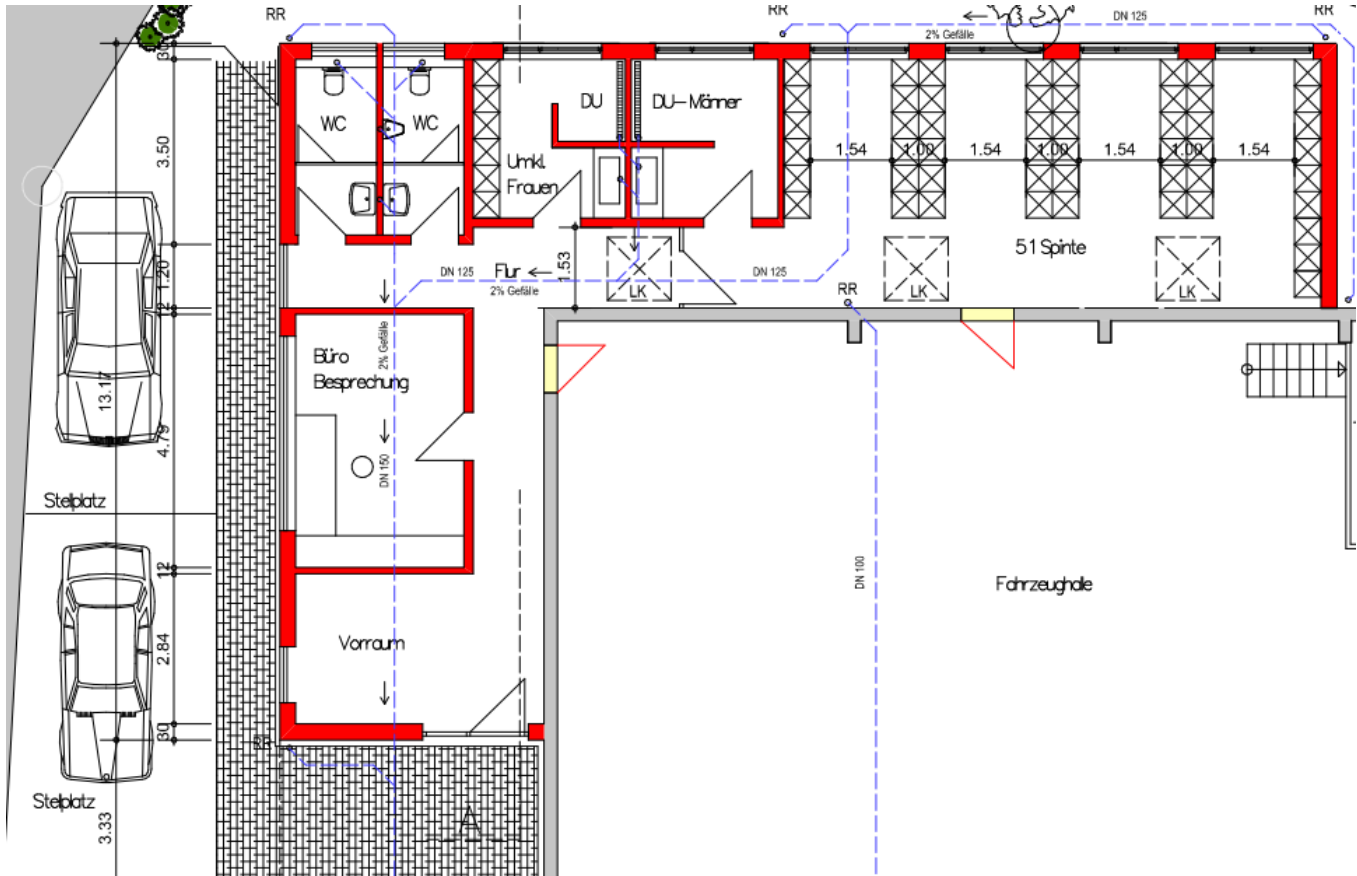 RR
RR
RR
DN 125
2% Gefälle
30
3.50
WC
WC
DU
DU-Männer
Umkl.
Frauen
1.54
1.00
1.54
1.00
1.54
1.00
1.54
51 Spinte
1.20
DN 125
Flur
2% Gefälle
1.53
LK
DN 125
LK
LK
RR
12
Büro
Besprechung
2% Gefälle
13.17
4.79
DN 150
Stellplatz
12
DN 100
Fahrzeughalle
2.84
Vorraum
30
RR
Stellplatz
3.33
A